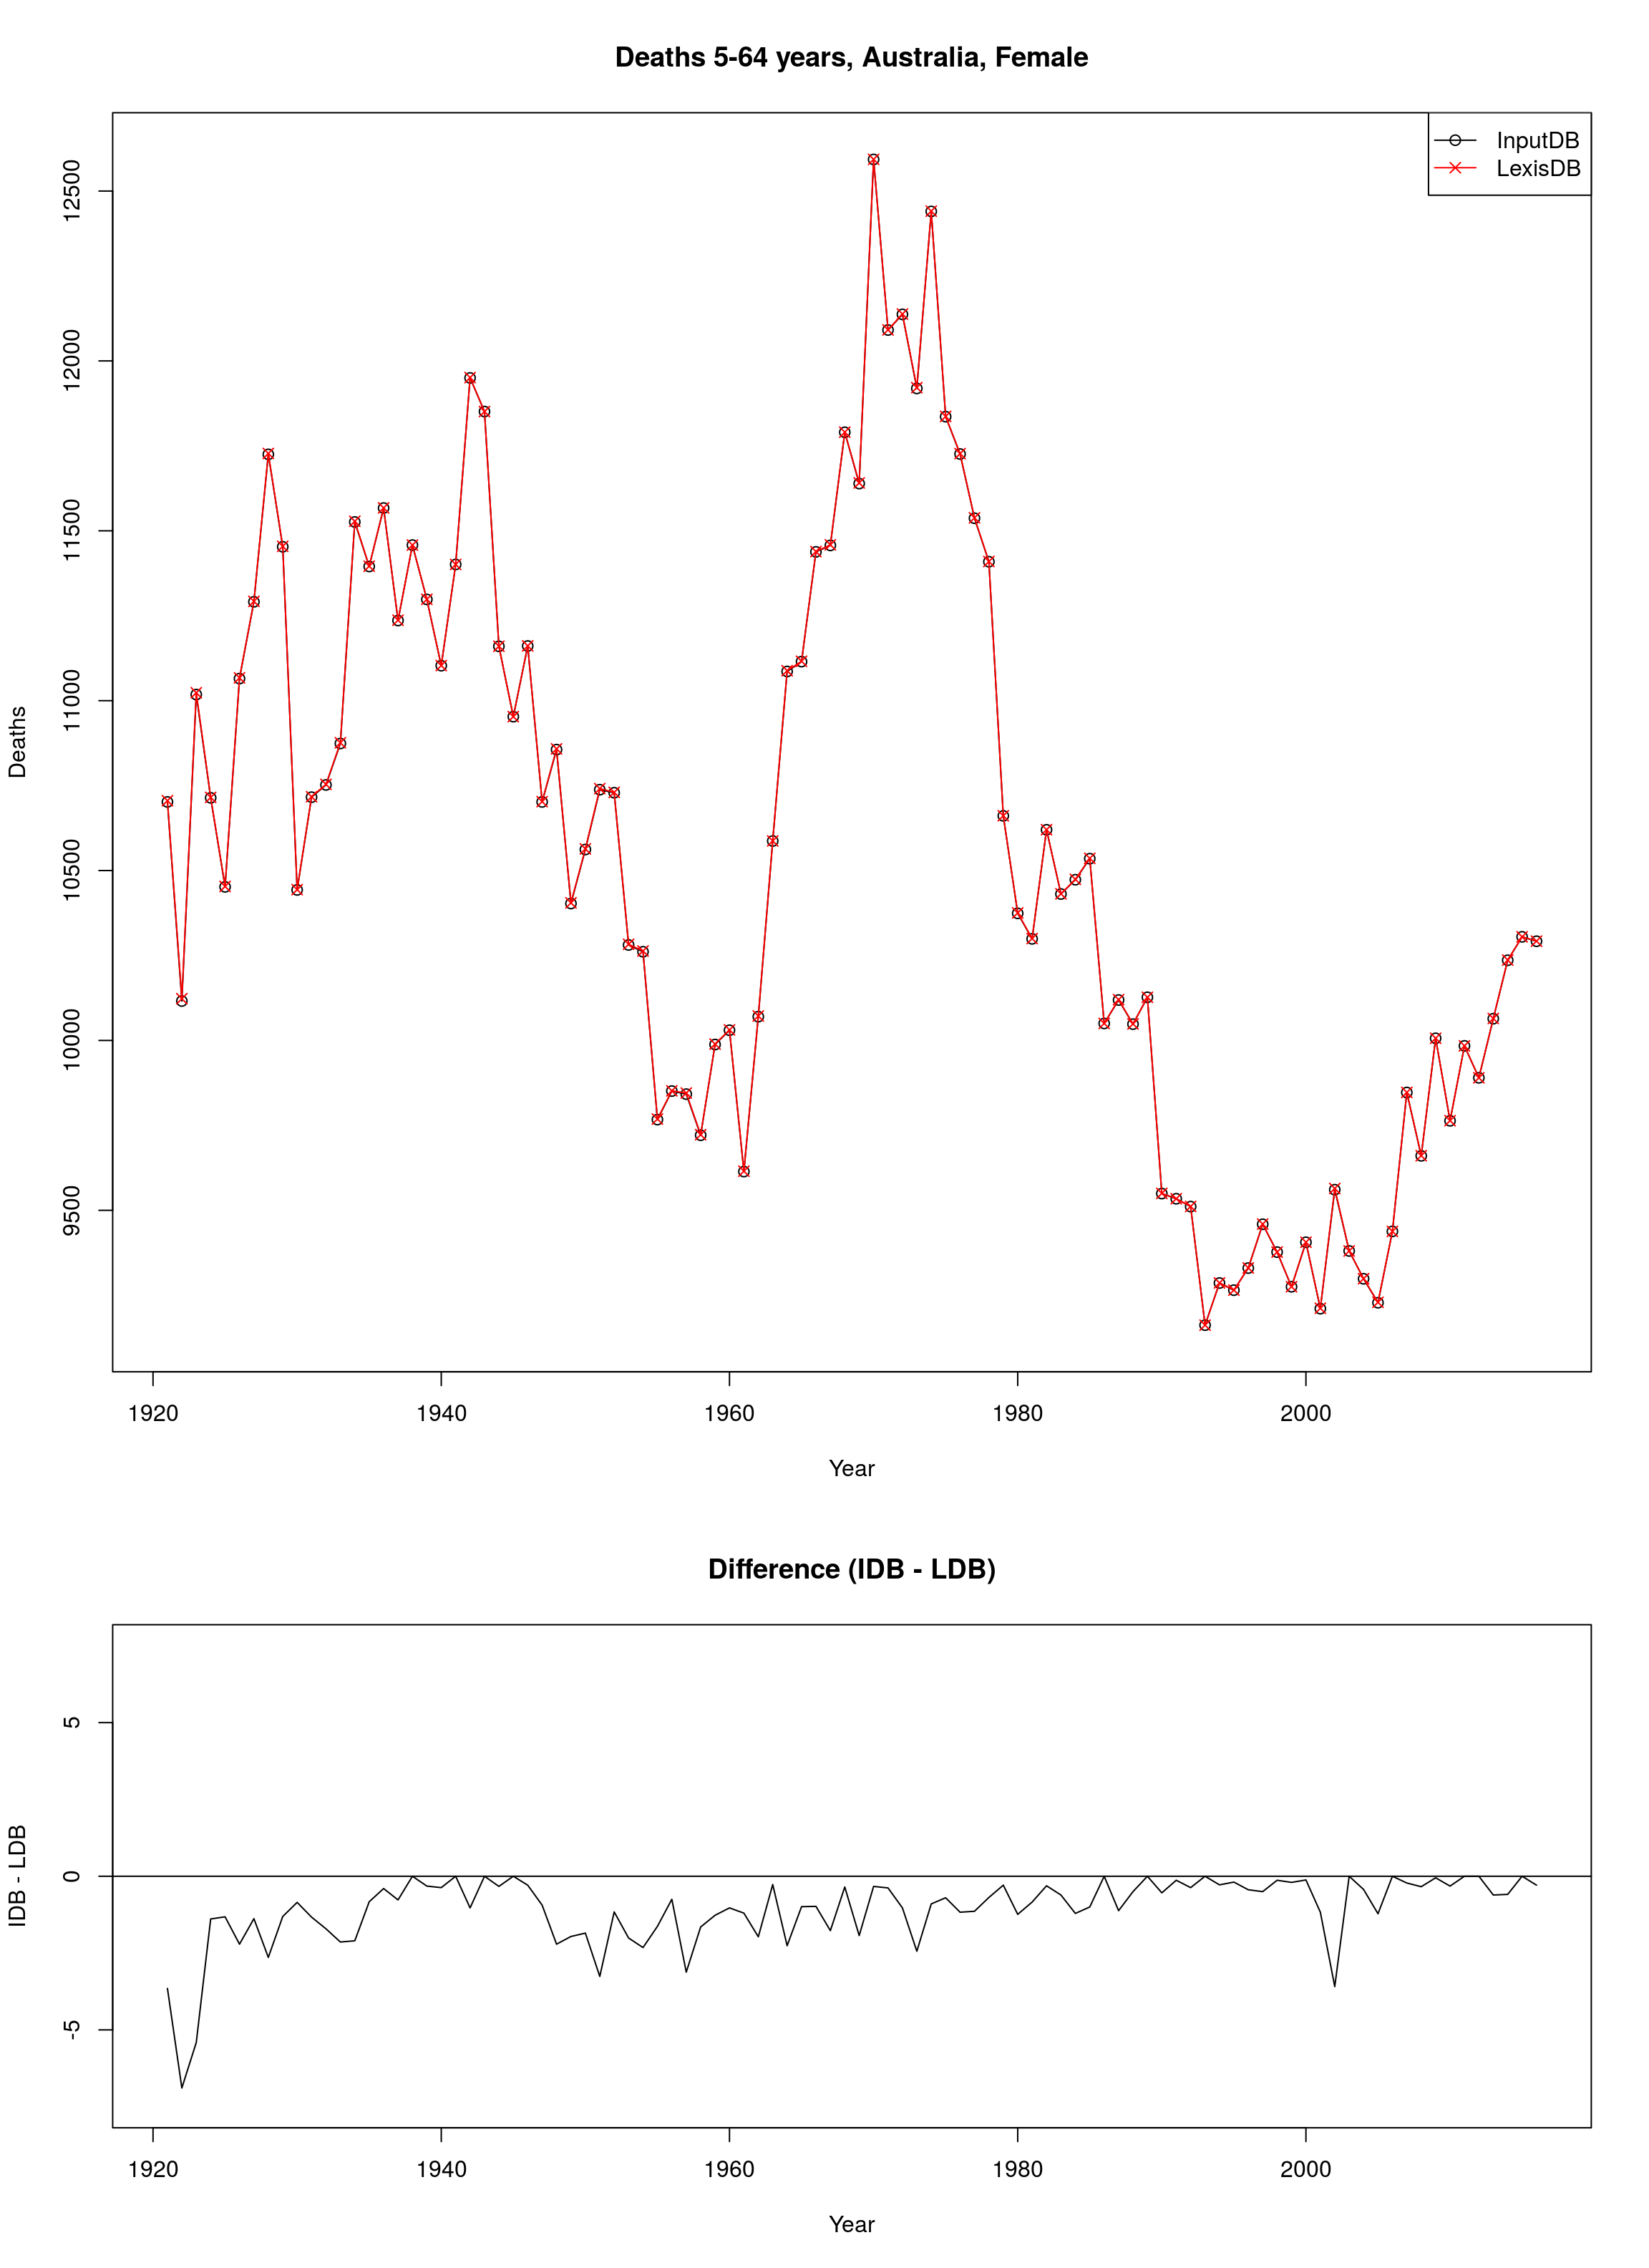 Deaths 5-64 years, Australia, Female
InputDB
LexisDB
Deaths
12500
12000
11500
11000
10500
10000
9500
1920 1940 1960 1980 2000
Year
Difference (IDB - LDB)
IDB - LDB
5
0
-5
1920 1940 1960 1980 2000
Year